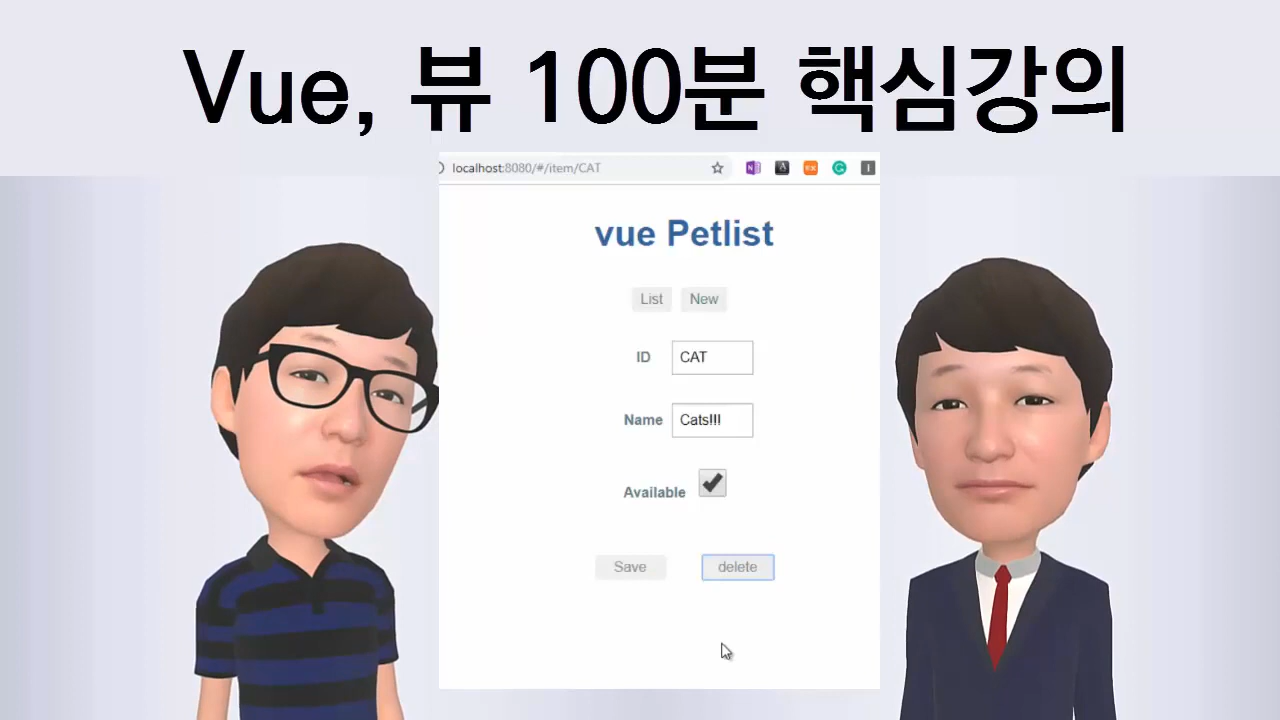 Vue, 뷰 100분 핵심강의
localhost:8080/#/item/CAT
vue Petlist
List New
ID CAT
Name Cats!!!
Available
Save delete